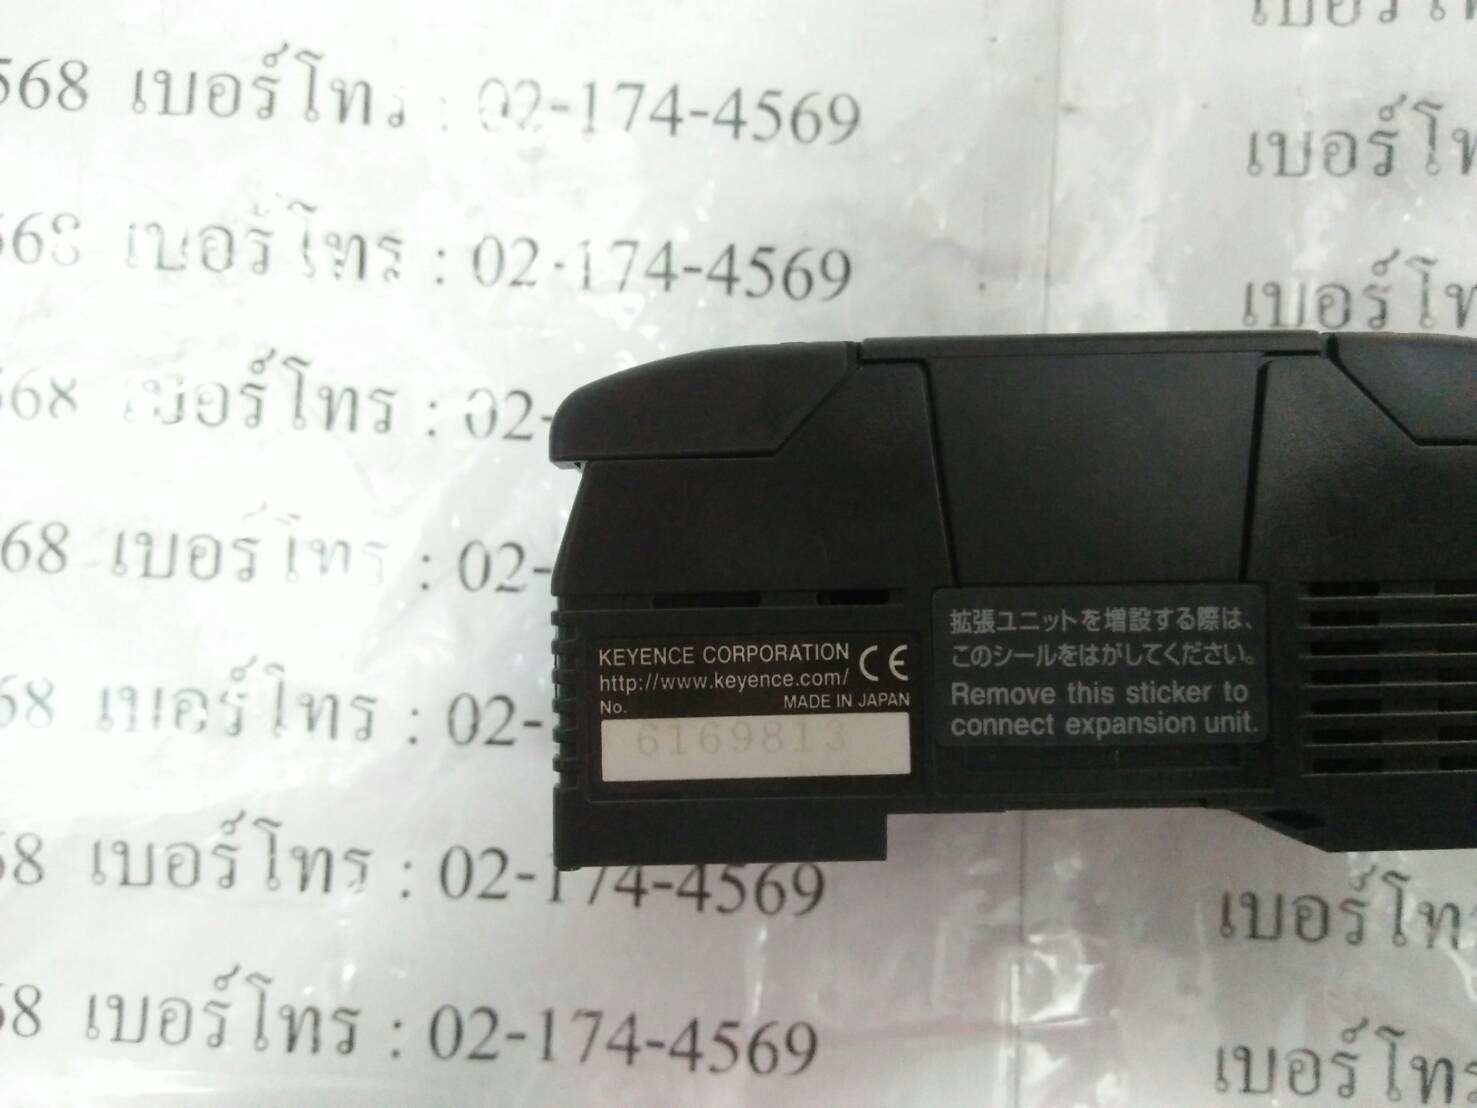 568 เบอร์โทร : 02-174-4569
568 เบอร์โทร : 02-174-4569
568 เบอร์โทร : 02-
68 เบอร์โทร : 02-
68 เบอร์โทร : 02-
68 เบอร์โทร : 02-174-4569
68 เบอร์โทร : 02-174-4569
เบอร์โท
เบอร์โท
เบอร์โทร
เบอร์โทร
KEYENCE CORPORATION CE
http://www.keyence.com/
No. MADE IN JAPAN
6169813
拡張ユニットを増設する際は、
このシールをはがしてください。
Remove this sticker to
connect expansion unit.